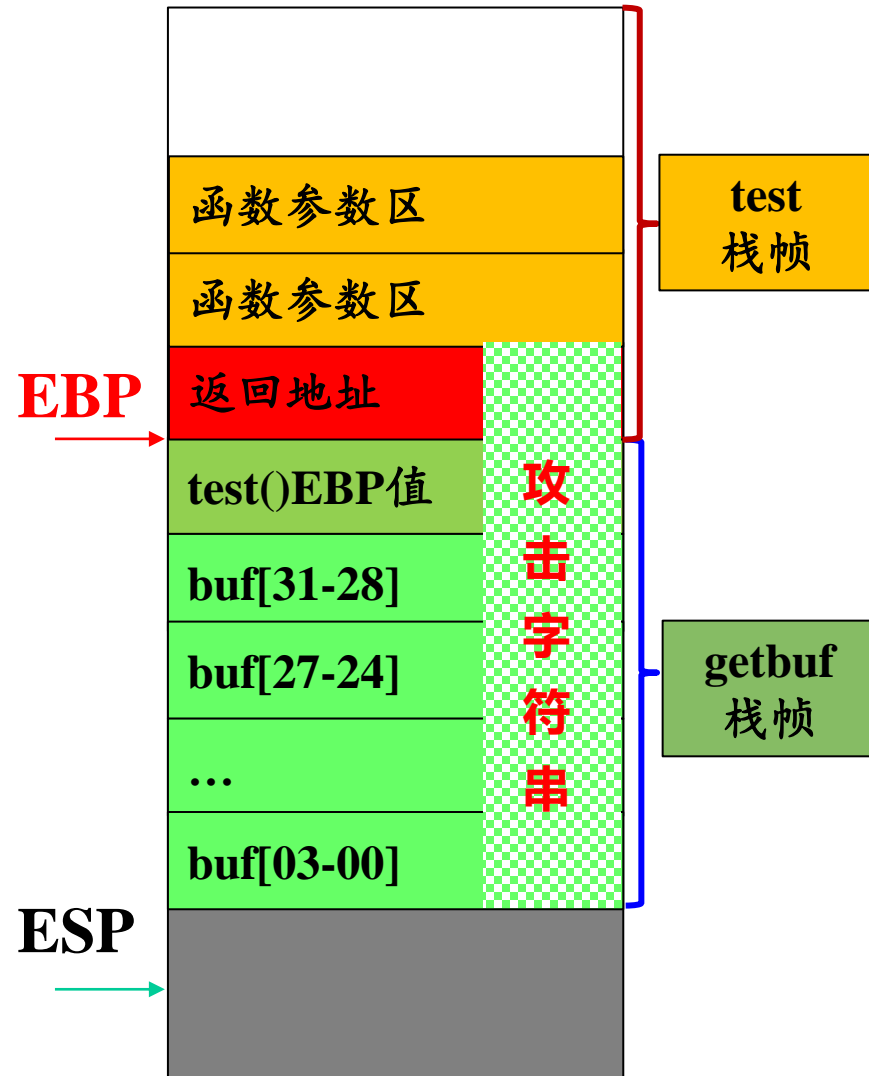 函数参数区
函数参数区
返回地址
test()EBP值
buf[31-28]
buf[27-24]
…
buf[03-00]
EBP
ESP
攻
击
字
符
串
test
栈帧
getbuf
栈帧